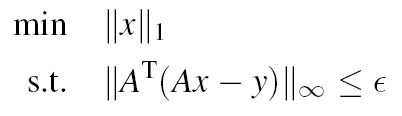 min ‖x‖₁
s.t. ‖Aᵀ(Ax − y)‖∞ ≤ ϵ